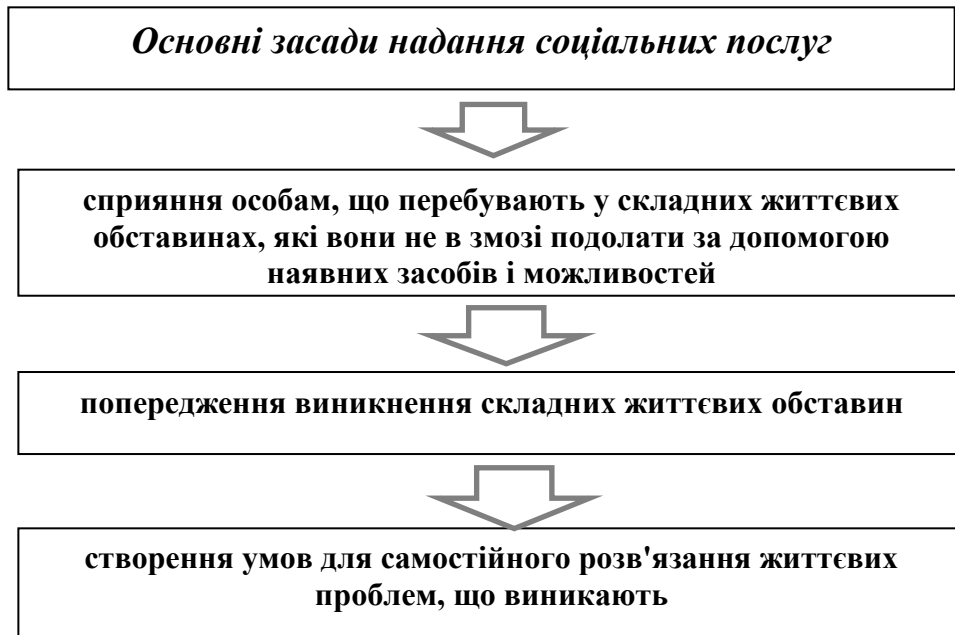 Основні засади надання соціальних послуг
сприяння особам, що перебувають у складних життєвих
обставинах, які вони не в змозі подолати за допомогою
наявних засобів і можливостей
попередження виникнення складних життєвих обставин
створення умов для самостійного розв'язання життєвих
проблем, що виникають